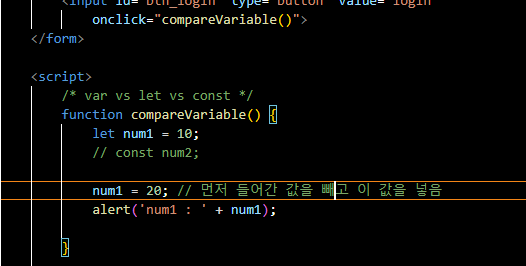 <input id="btn_login" type="button" value="login"
onclick="compareVariable()">
</form>
<script>
/* var vs let vs const */
function compareVariable() {
let num1 = 10;
// const num2;
num1 = 20; // 먼저 들어간 값을 빼고 이 값을 넣음
alert('num1 : ' + num1);
}